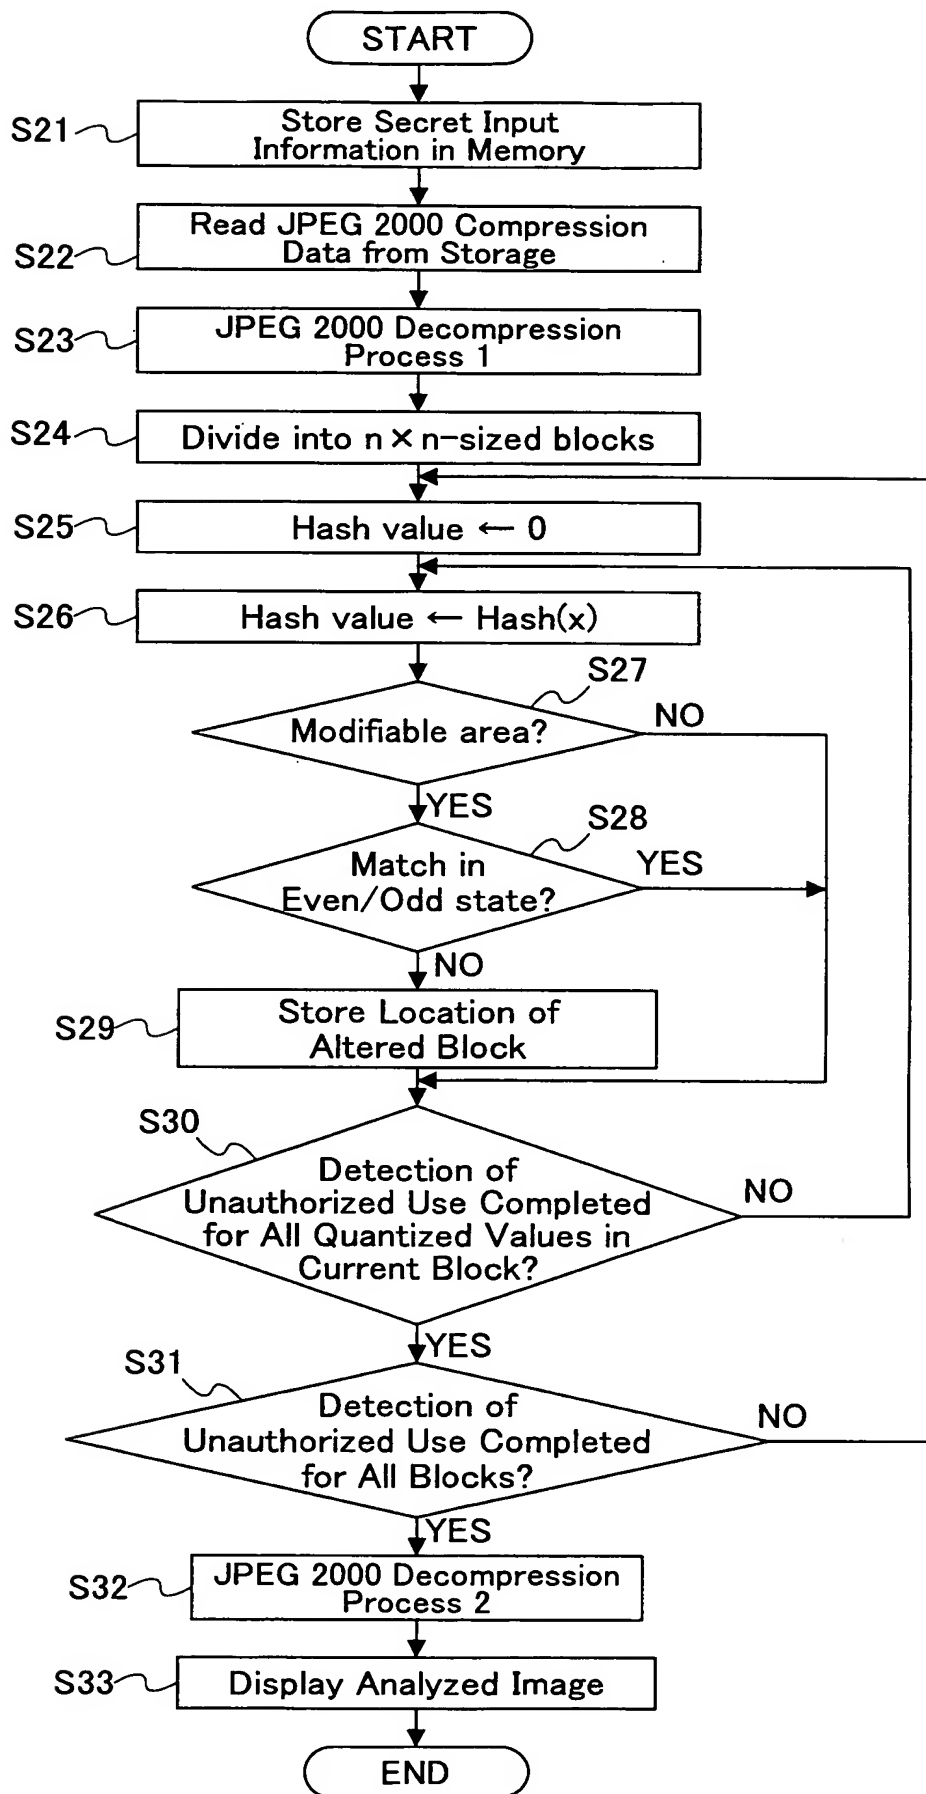 START
S21
Store Secret Input
Information in Memory
S22
Read JPEG 2000 Compression
Data from Storage
S23
JPEG 2000 Decompression
Process 1
S24
Divide into n × n-sized blocks
S25
Hash value ← 0
S26
Hash value ← Hash(x)
S27
Modifiable area?
NO
YES
S28
Match in
Even/Odd state?
YES
NO
S29
Store Location of
Altered Block
S30
Detection of
Unauthorized Use Completed
for All Quantized Values in
Current Block?
NO
YES
S31
Detection of
Unauthorized Use Completed
for All Blocks?
NO
YES
S32
JPEG 2000 Decompression
Process 2
S33
Display Analyzed Image
END